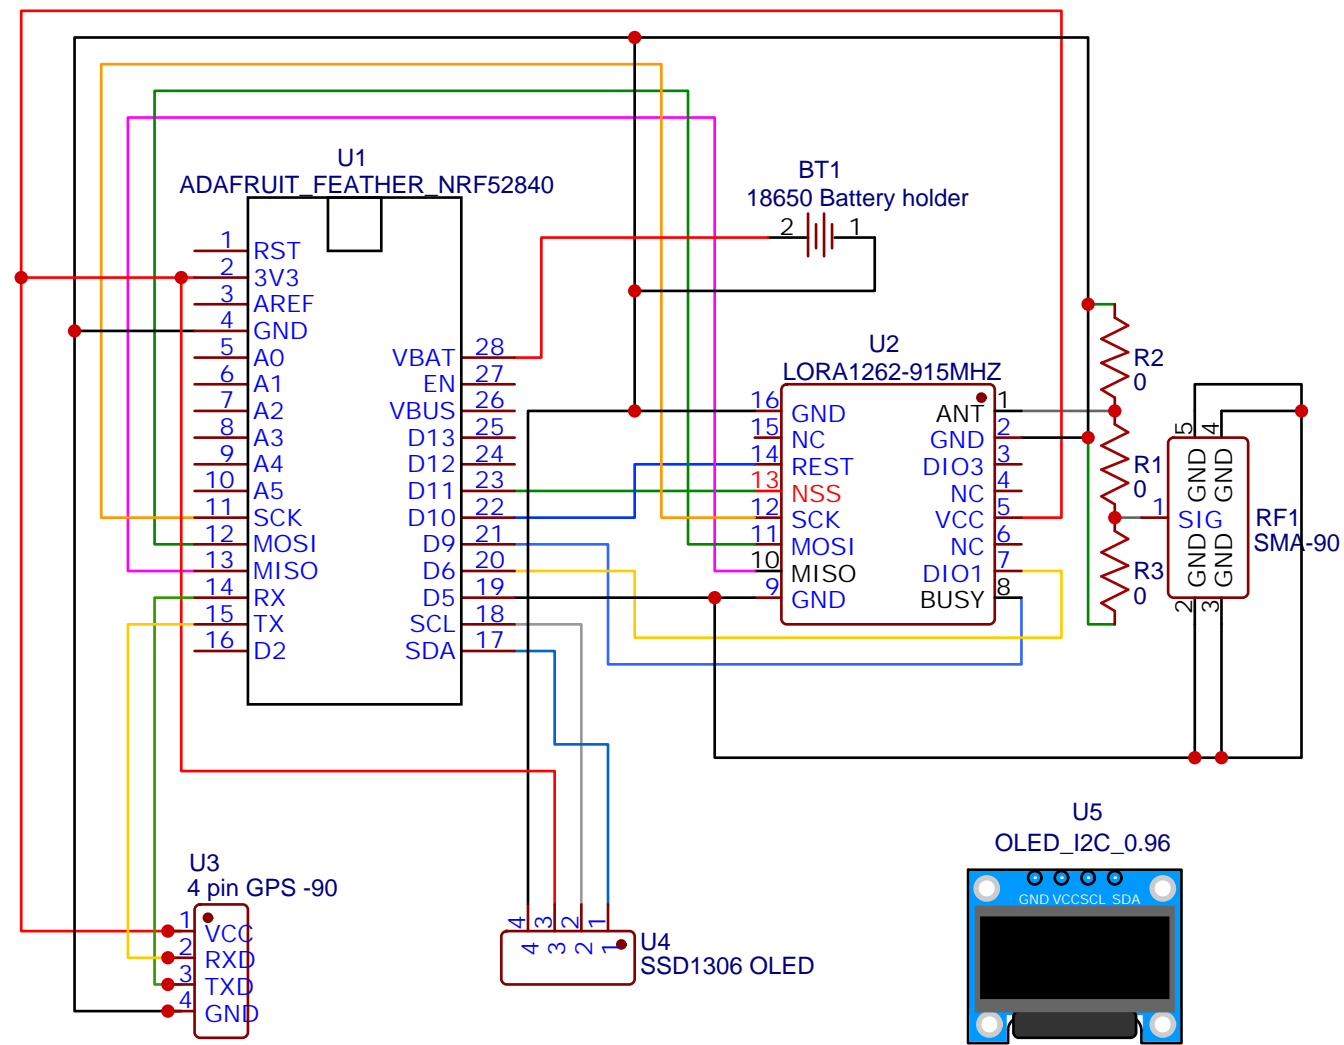 U1
ADAFRUIT_FEATHER_NRF52840
1 RST
2 3V3
3 AREF
4 GND
5 A0
6 A1
7 A2
8 A3
9 A4
10 A5
11 SCK
12 MOSI
13 MISO
14 RX
15 TX
16 D2
VBAT 28
EN 27
VBUS 26
D13 25
D12 24
D11 23
D10 22
D9 21
D6 20
D5 19
SCL 18
SDA 17
BT1
18650 Battery holder
2 1
U2
LORA1262-915MHZ
16 GND
15 NC
14 REST
13 NSS
12 SCK
11 MOSI
10 MISO
9 GND
ANT 1
GND 2
DIO3 3
NC 4
VCC 5
NC 6
DIO1 7
BUSY 8
R2
0
R1
0
R3
0
5 GND
4 GND
1 SIG
2 GND
3 GND
RF1
SMA-90
U3
4 pin GPS -90
1 VCC
2 RXD
3 TXD
4 GND
4 3 2 1
4 3 2 1
U4
SSD1306 OLED
U5
OLED_I2C_0.96
GND VCC SCL SDA